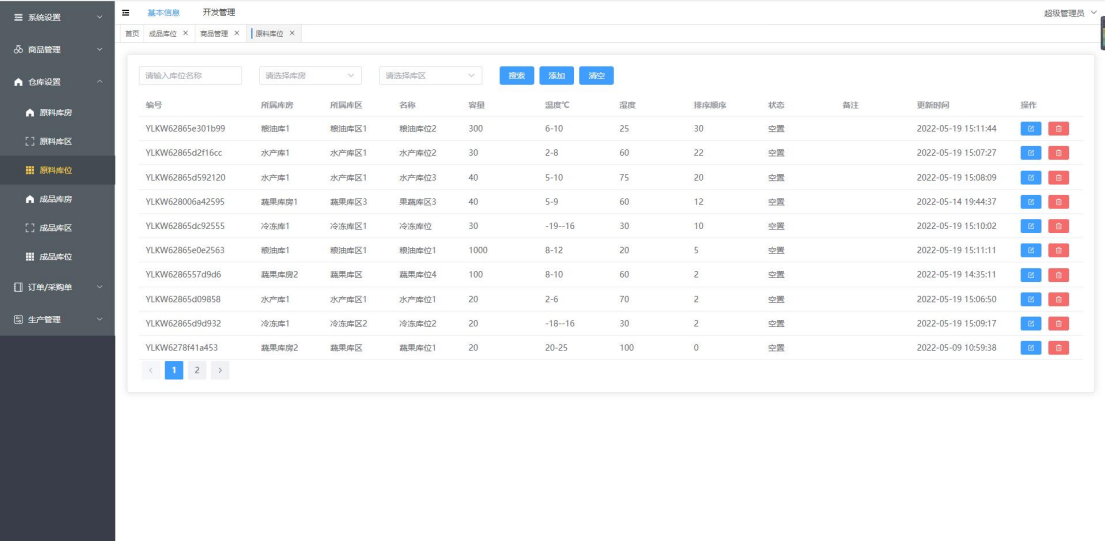 系统设置
商品管理
仓库设置
原料库房
原料库区
原料库位
成品库房
成品库区
成品库位
订单/采购单
生产管理
基本信息 开发管理 超级管理员
首页 成品库位 × 商品管理 × 原料库位 ×
请输入库位名称 请选择库房 请选择库区 搜索 添加 清空
编号 所属库房 所属库区 名称 容量 温度℃ 湿度 排序顺序 状态 备注 更新时间 操作
YLKW62865e301b99 粮油库1 粮油库区1 粮油库位2 300 6-10 25 30 空置 2022-05-19 15:11:44
YLKW62865d2f16cc 水产库1 水产库区1 水产库位2 30 2-8 60 22 空置 2022-05-19 15:07:27
YLKW62865d592120 水产库1 水产库区1 水产库位3 40 5-10 75 20 空置 2022-05-19 15:08:09
YLKW628006a42595 蔬果库房1 蔬果库区3 果蔬库区3 40 5-9 60 12 空置 2022-05-14 19:44:37
YLKW62865dc92555 冷冻库1 冷冻库区1 冷冻库位 30 -19--16 30 10 空置 2022-05-19 15:10:02
YLKW62865e0e2563 粮油库1 粮油库区1 粮油库位1 1000 8-12 20 5 空置 2022-05-19 15:11:11
YLKW6286557d9d6 蔬果库房2 蔬果库区 蔬果库位4 100 8-10 60 2 空置 2022-05-19 14:35:11
YLKW62865d09858 水产库1 水产库区1 水产库位1 20 2-6 70 2 空置 2022-05-19 15:06:50
YLKW62865d9d932 冷冻库1 冷冻库区2 冷冻库位2 20 -18--16 30 2 空置 2022-05-19 15:09:17
YLKW6278f41a453 蔬果库房2 蔬果库区 蔬果库位1 20 20-25 100 0 空置 2022-05-09 10:59:38
< 1 2 >